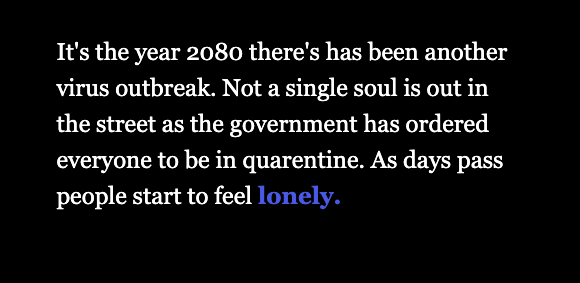 It's the year 2080 there's has been another
virus outbreak. Not a single soul is out in
the street as the government has ordered
everyone to be in quarentine. As days pass
people start to feel lonely.